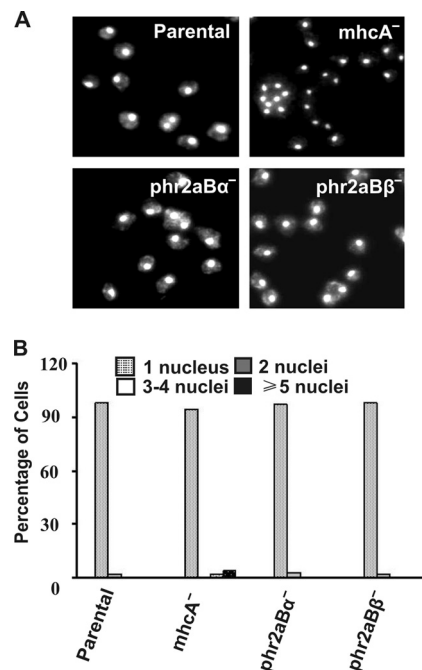 A
Parental
mhcA⁻
phr2aBα⁻
phr2aBβ⁻
B
Percentage of Cells
120
90
60
30
0
1 nucleus
2 nuclei
3-4 nuclei
⩾5 nuclei
Parental
mhcA⁻
phr2aBα⁻
phr2aBβ⁻